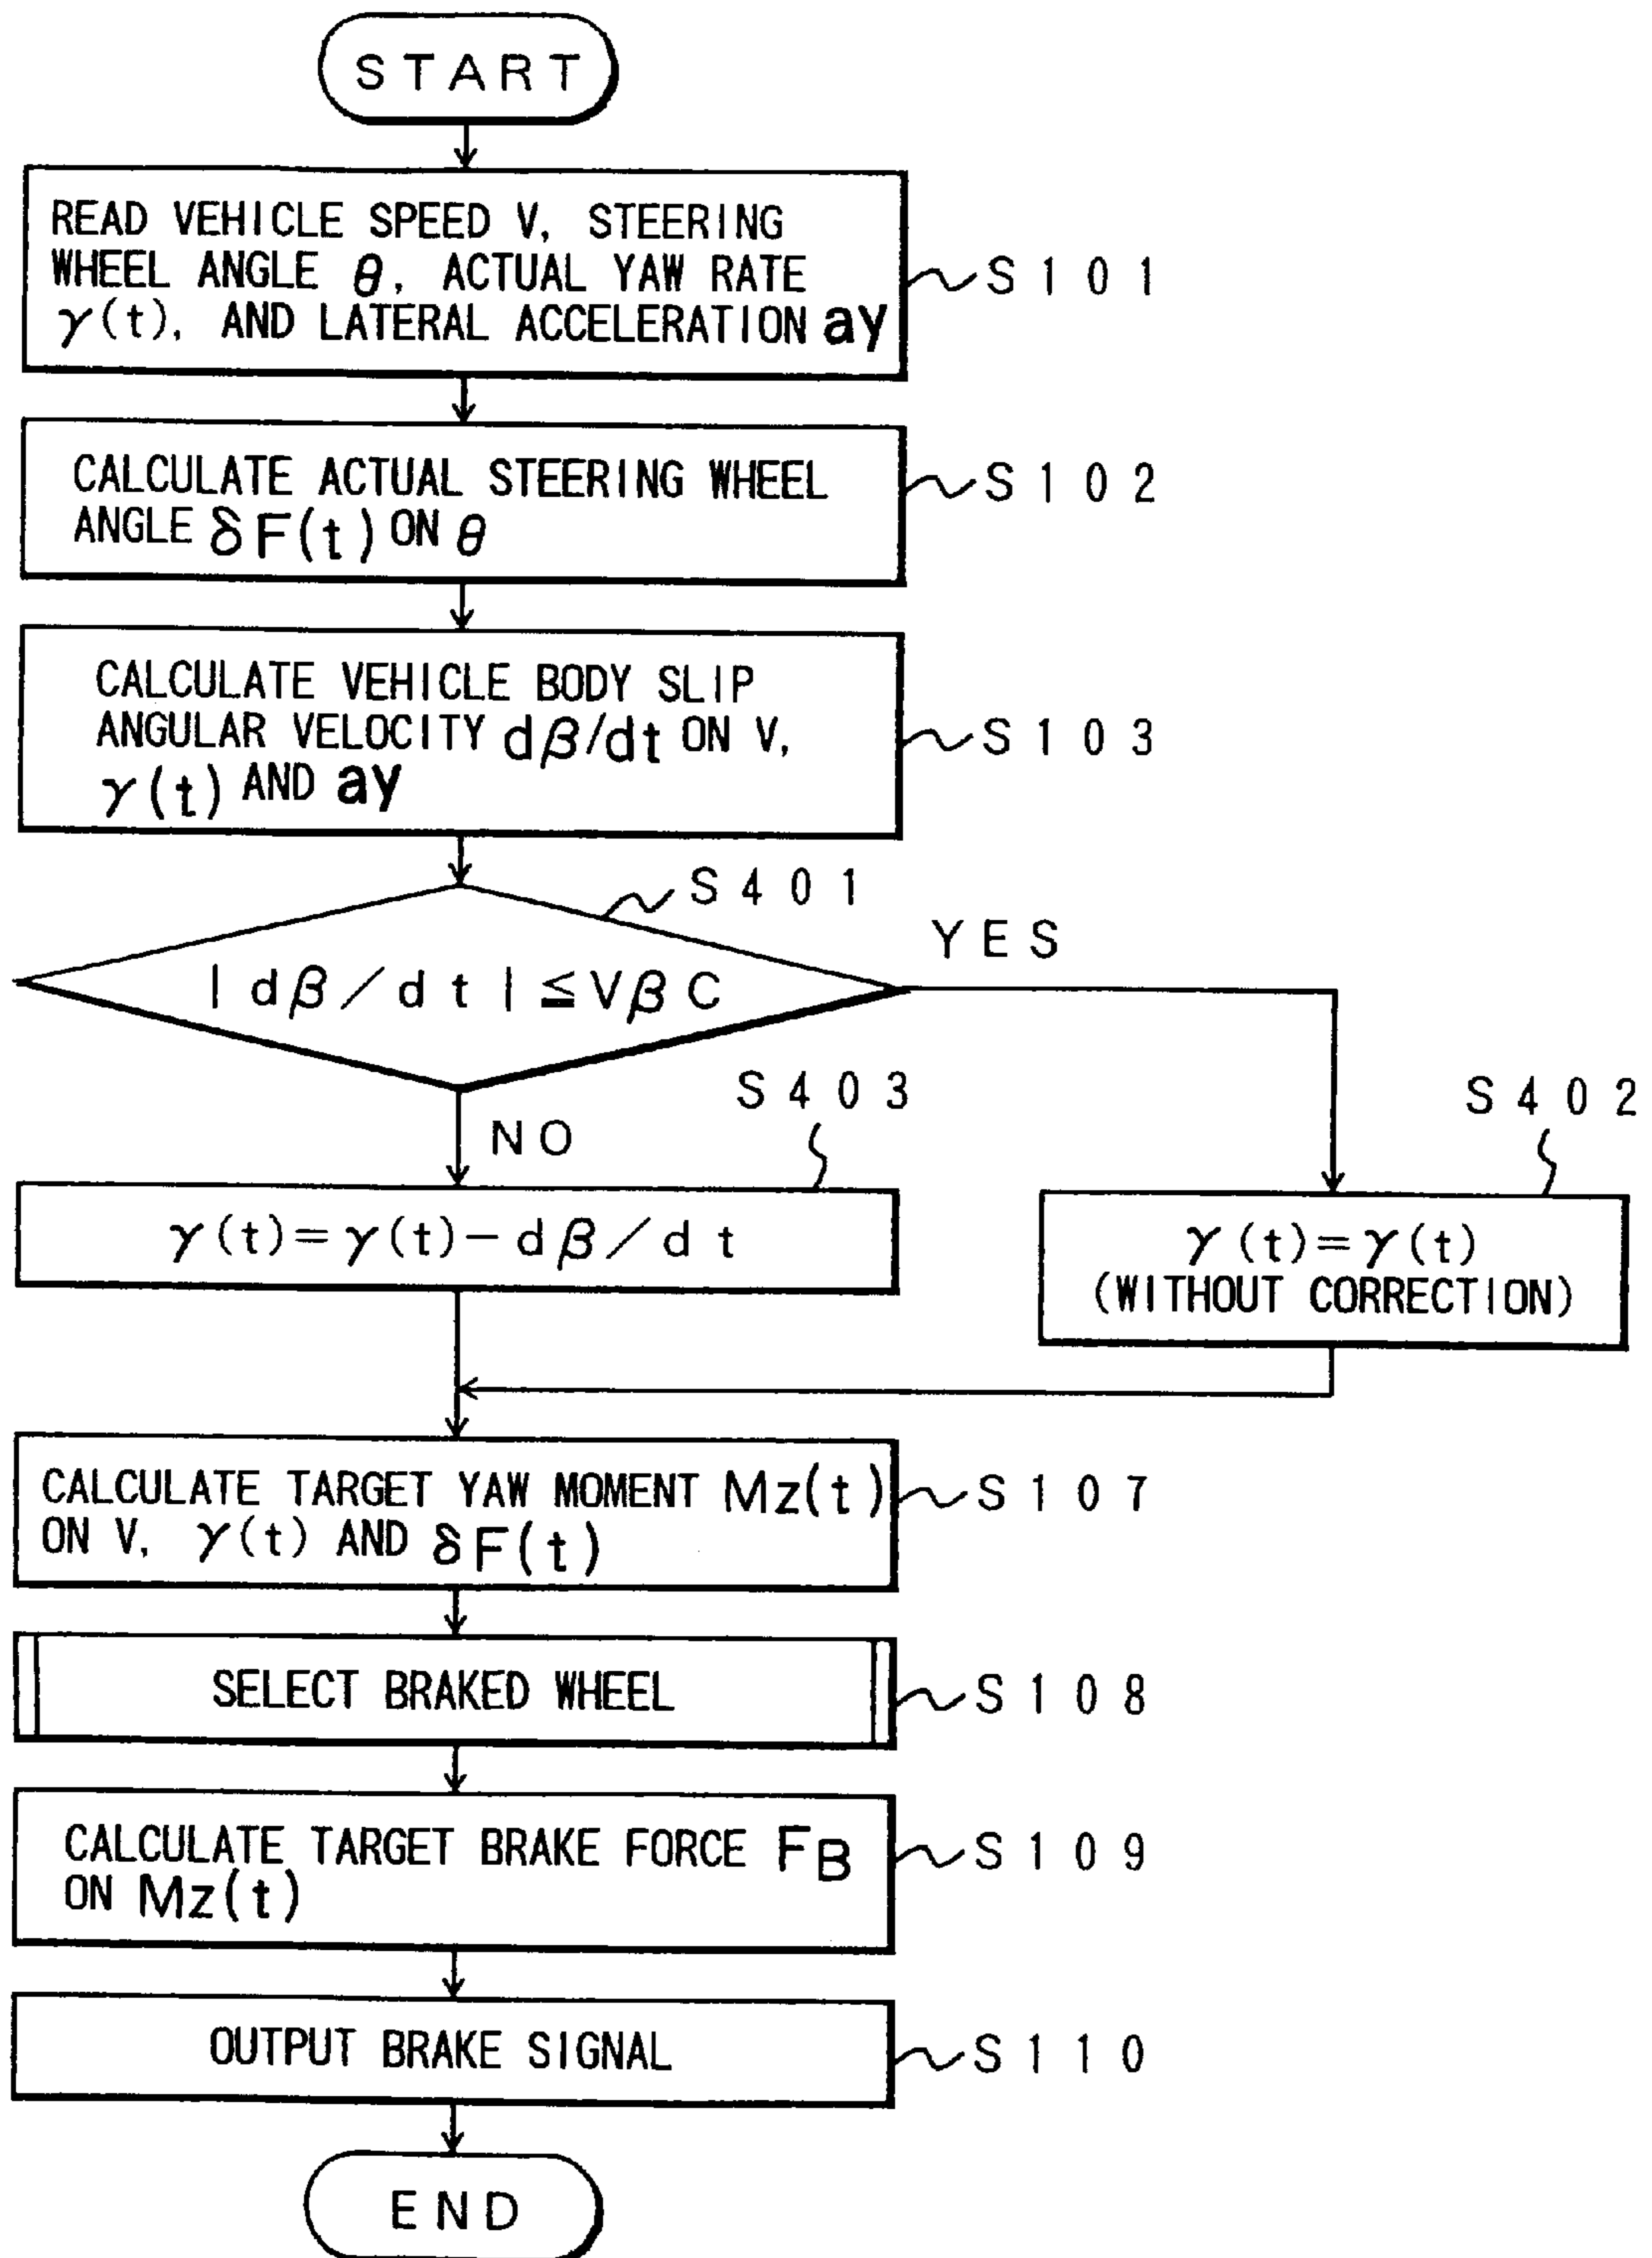 START
READ VEHICLE SPEED V, STEERING
WHEEL ANGLE θ, ACTUAL YAW RATE
γ(t), AND LATERAL ACCELERATION ay
S101
CALCULATE ACTUAL STEERING WHEEL
ANGLE δF(t) ON θ
S102
CALCULATE VEHICLE BODY SLIP
ANGULAR VELOCITY dβ/dt ON V,
γ(t) AND ay
S103
S401
|dβ/dt|≦VβC
YES
NO
S403
γ(t)=γ(t)-dβ/dt
S402
γ(t)=γ(t)
(WITHOUT CORRECTION)
CALCULATE TARGET YAW MOMENT Mz(t)
ON V, γ(t) AND δF(t)
S107
SELECT BRAKED WHEEL
S108
CALCULATE TARGET BRAKE FORCE FB
ON Mz(t)
S109
OUTPUT BRAKE SIGNAL
S110
END